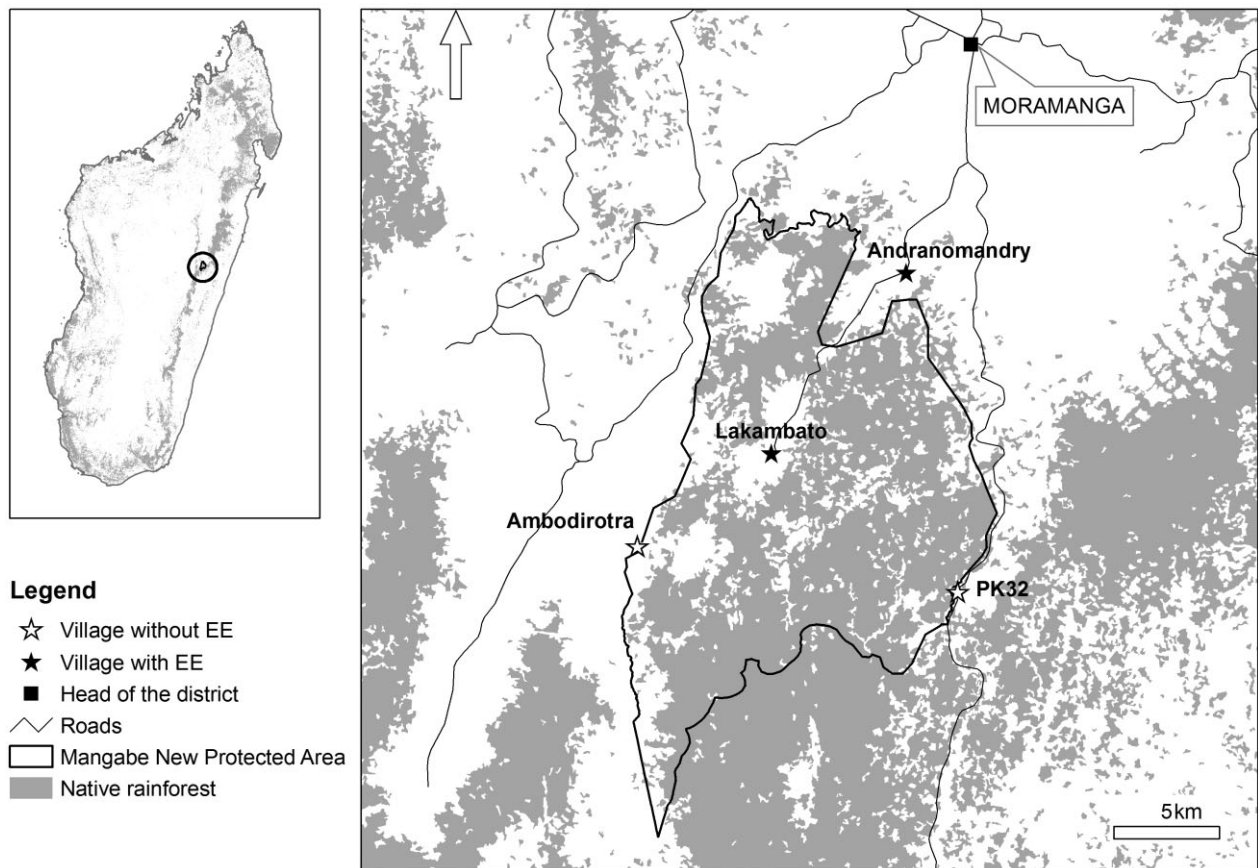 MORAMANGA
Andranomandry
Lakambato
Ambodirotra
PK32
5km
Legend
Village without EE
Village with EE
Head of the district
Roads
Mangabe New Protected Area
Native rainforest